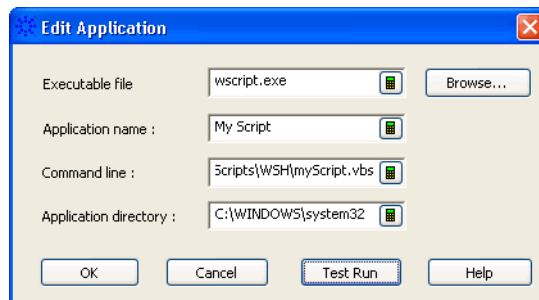 Edit Application
Executable file wscript.exe Browse...
Application name : My Script
Command line : Scripts\WSH\myScript.vbs
Application directory : C:\WINDOWS\system32
OK Cancel Test Run Help